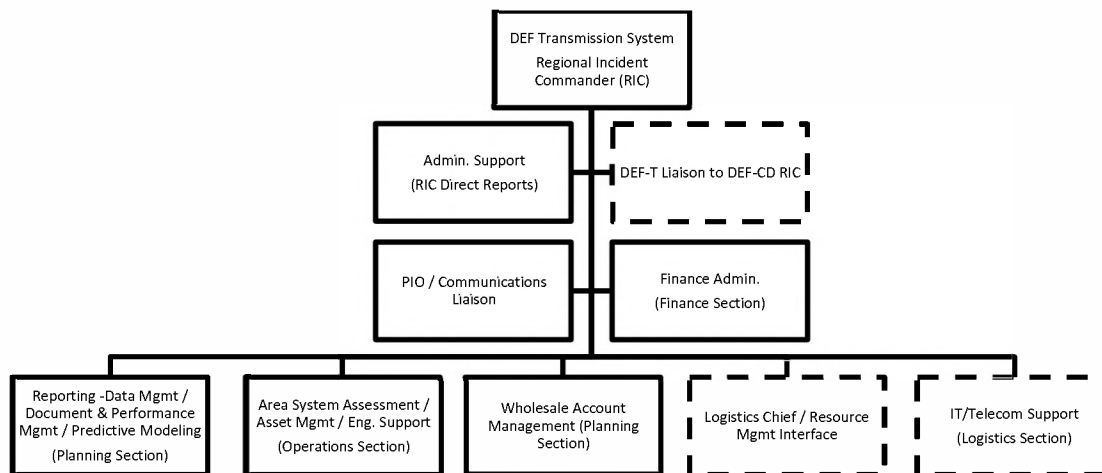 DEF Transmission System
Regional Incident
Commander (RIC)
Admin. Support
(RIC Direct Reports)
DEF-T Liaison to DEF-CD RIC
PIO / Communications
Liaison
Finance Admin.
(Finance Section)
Reporting -Data Mgmt /
Document & Performance
Mgmt / Predictive Modeling
(Planning Section)
Area System Assessment /
Asset Mgmt / Eng. Support
(Operations Section)
Wholesale Account
Management (Planning
Section)
Logistics Chief / Resource
Mgmt Interface
IT/Telecom Support
(Logistics Section)